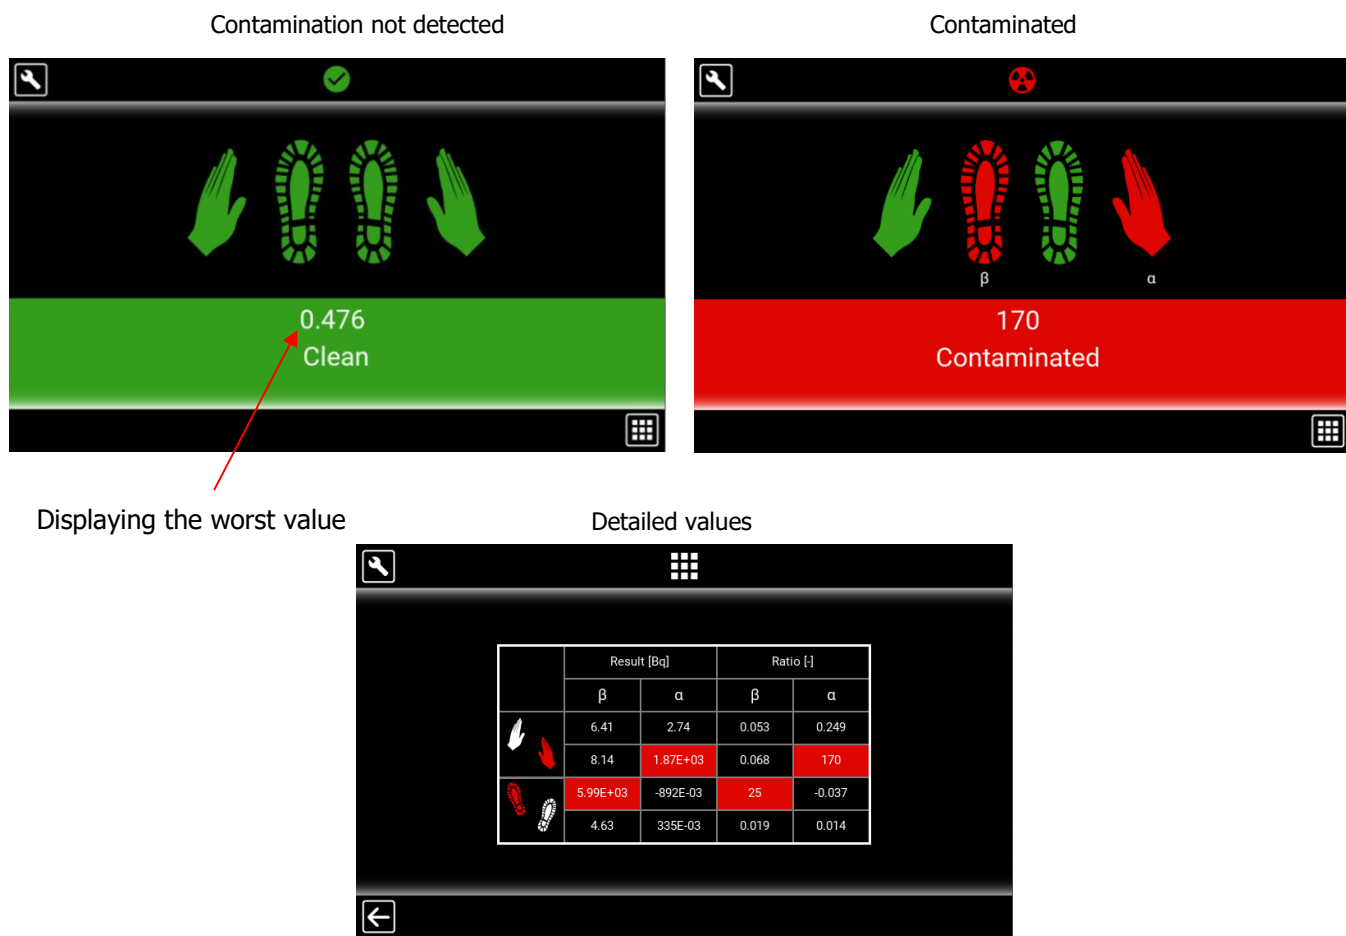 Contamination not detected
Contaminated
β
α
0.476
Clean
170
Contaminated
Displaying the worst value
Detailed values
Result [Bq] Ratio [-]
β α β α
6.41 2.74 0.053 0.249
8.14 1.87E+03 0.068 170
5.99E+03 -892E-03 25 -0.037
4.63 335E-03 0.019 0.014